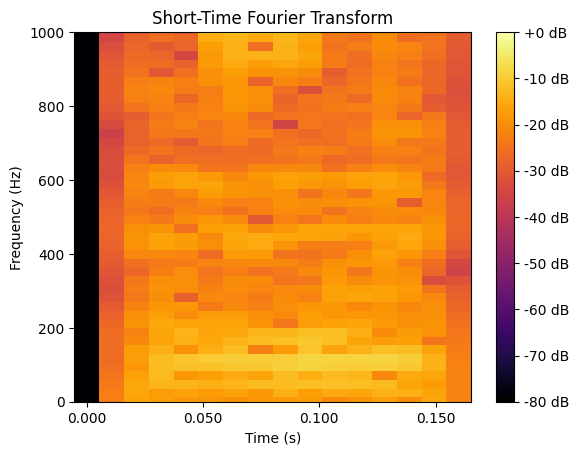 Short-Time Fourier Transform
1000
800
600
400
200
0
Frequency (Hz)
0.000
0.050
0.100
0.150
Time (s)
+0 dB
-10 dB
-20 dB
-30 dB
-40 dB
-50 dB
-60 dB
-70 dB
-80 dB